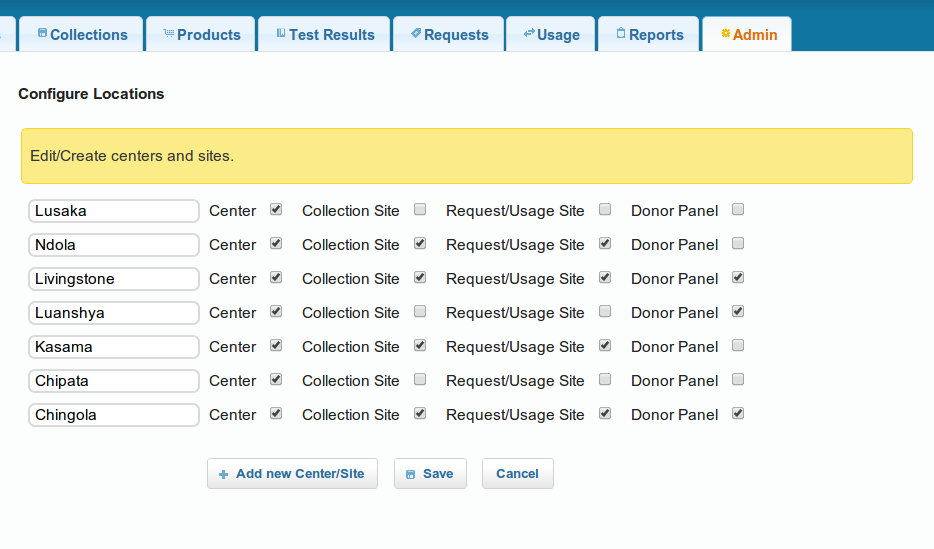 Collections Products Test Results Requests Usage Reports Admin
Configure Locations
Edit/Create centers and sites.
Lusaka Center Collection Site Request/Usage Site Donor Panel
Ndola Center Collection Site Request/Usage Site Donor Panel
Livingstone Center Collection Site Request/Usage Site Donor Panel
Luanshya Center Collection Site Request/Usage Site Donor Panel
Kasama Center Collection Site Request/Usage Site Donor Panel
Chipata Center Collection Site Request/Usage Site Donor Panel
Chingola Center Collection Site Request/Usage Site Donor Panel
Add new Center/Site Save Cancel